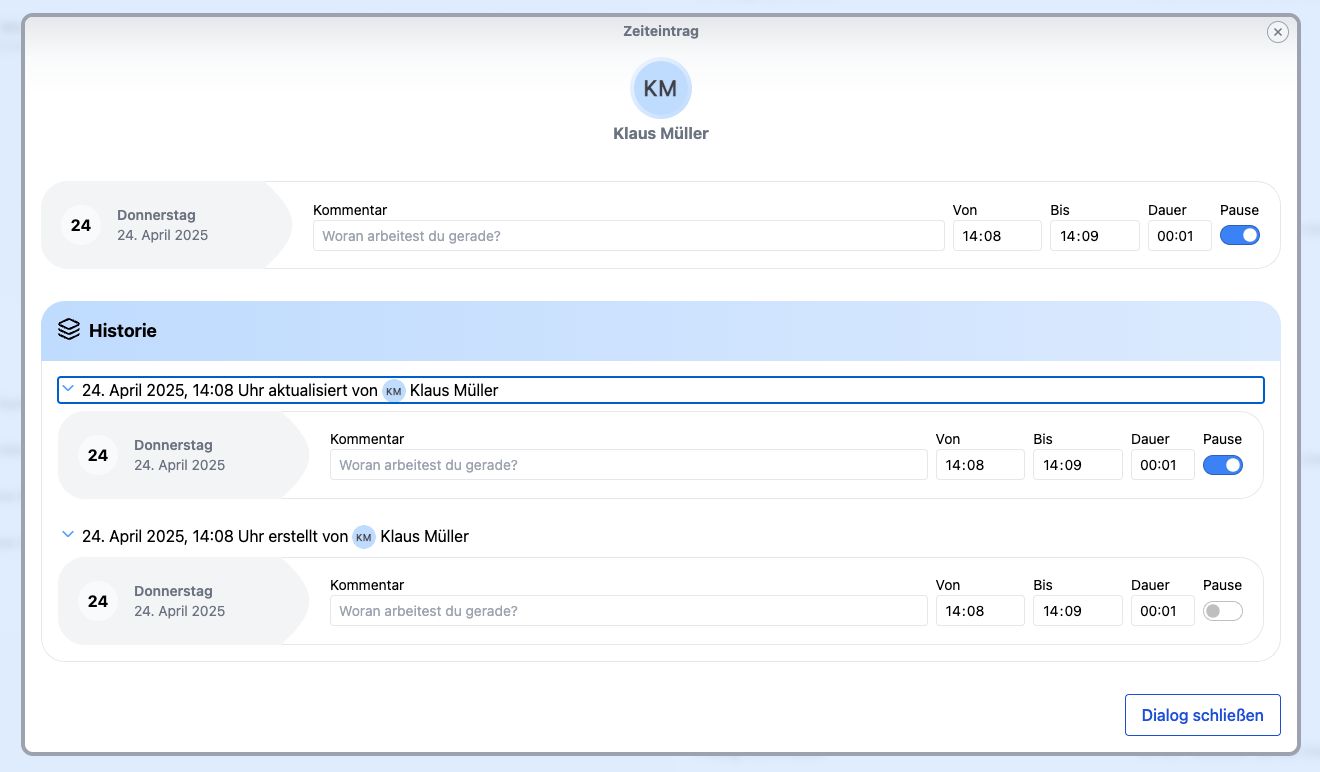 Zeiteintrag
KM
Klaus Müller
24
Donnerstag
24. April 2025
Kommentar
Woran arbeitest du gerade?
Von
14:08
Bis
14:09
Dauer
00:01
Pause
Historie
24. April 2025, 14:08 Uhr aktualisiert von KM Klaus Müller
24
Donnerstag
24. April 2025
Kommentar
Woran arbeitest du gerade?
Von
14:08
Bis
14:09
Dauer
00:01
Pause
24. April 2025, 14:08 Uhr erstellt von KM Klaus Müller
24
Donnerstag
24. April 2025
Kommentar
Woran arbeitest du gerade?
Von
14:08
Bis
14:09
Dauer
00:01
Pause
Dialog schließen